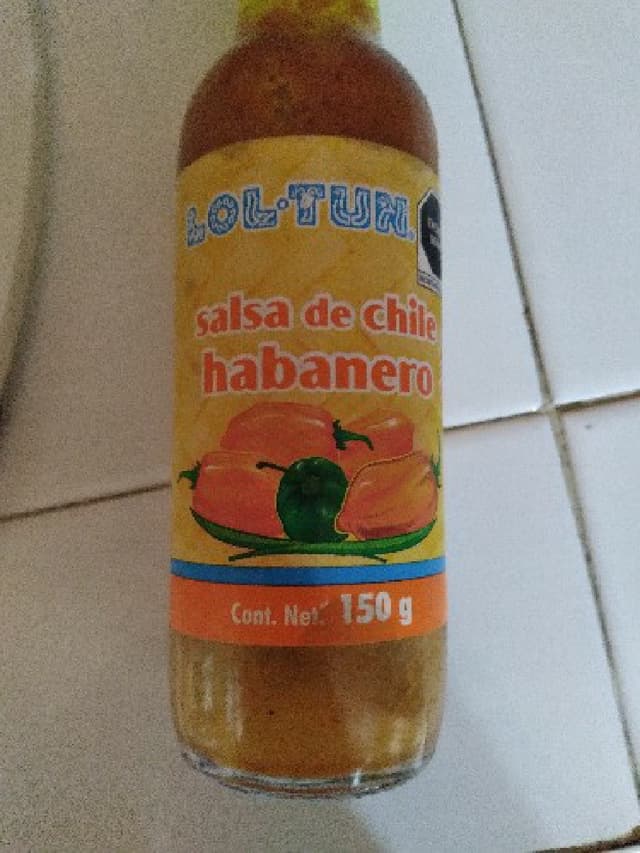 LOL·TUN
salsa de chile
habanero
Cont. Net. 150 g